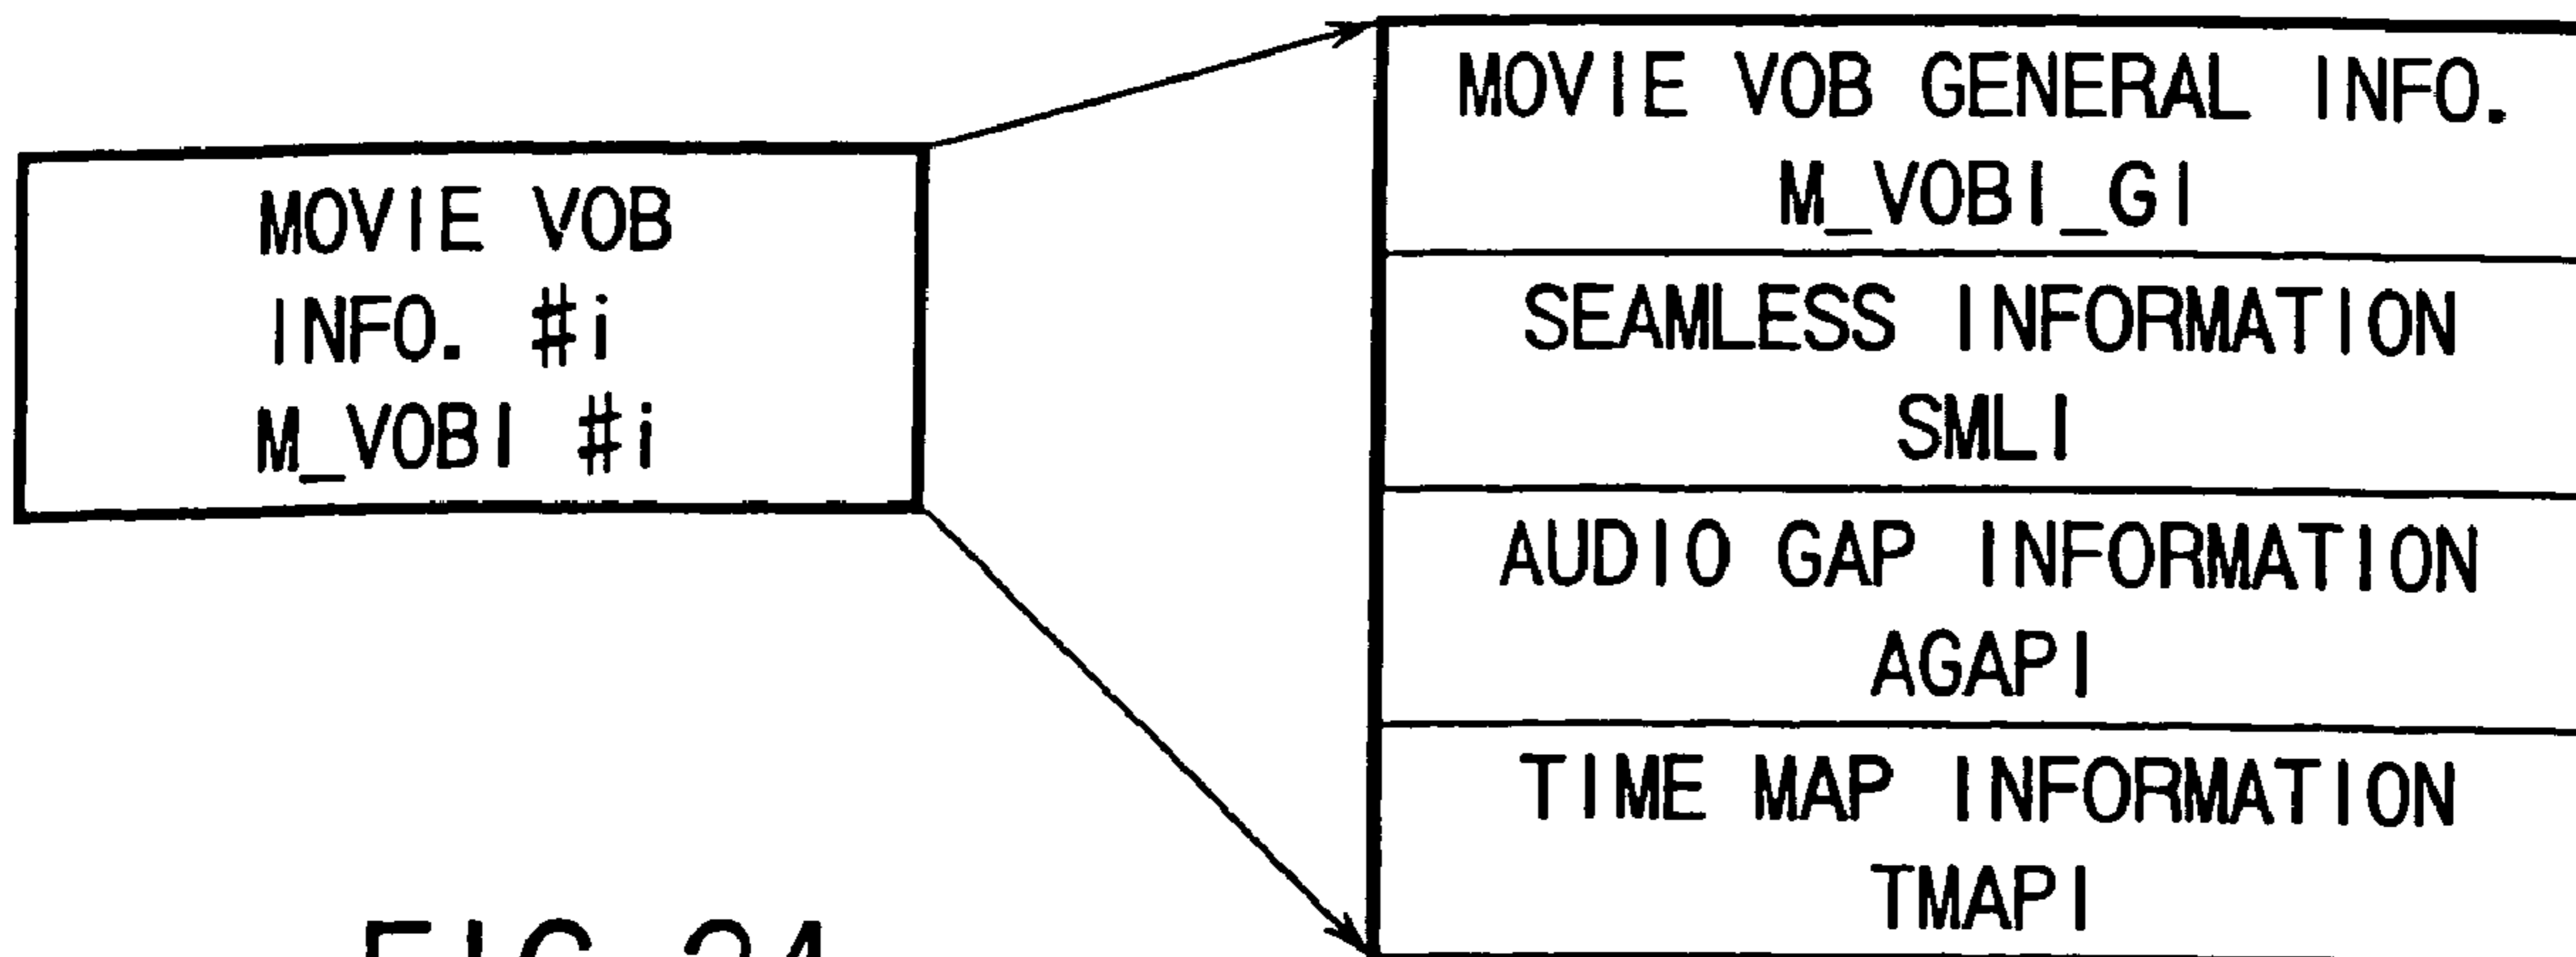 MOVIE VOB
INFO. #i
M_VOBI #i
MOVIE VOB GENERAL INFO.
M_VOBI_GI
SEAMLESS INFORMATION
SMLI
AUDIO GAP INFORMATION
AGAPI
TIME MAP INFORMATION
TMAPI